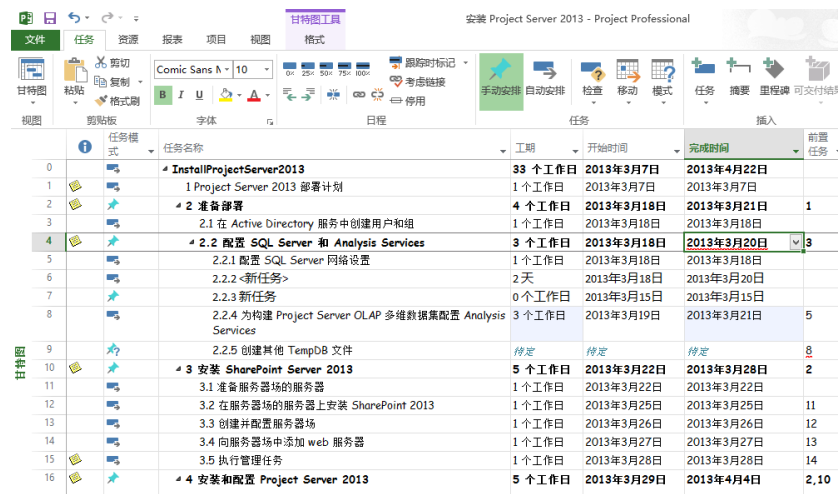 甘特图工具
安装 Project Server 2013 - Project Professional
文件 任务 资源 报表 项目 视图 格式
甘特图 粘贴 剪切 复制 格式刷 Comic Sans N 10 B I U A 0% 25% 50% 75% 100% 跟踪时标记 考虑链接 停用 手动安排 自动安排 检查 移动 模式 任务 摘要 里程碑 可交付结
视图 剪贴板 字体 日程 任务 插入
任务模式 任务名称 工期 开始时间 完成时间 前置任务
0 InstallProjectServer2013 33 个工作日 2013年3月7日 2013年4月22日
1 1 Project Server 2013 部署计划 1 个工作日 2013年3月7日 2013年3月7日
2 2 准备部署 4 个工作日 2013年3月18日 2013年3月21日 1
3 2.1 在 Active Directory 服务中创建用户和组 1 个工作日 2013年3月18日 2013年3月18日
4 2.2 配置 SQL Server 和 Analysis Services 3 个工作日 2013年3月18日 2013年3月20日 3
5 2.2.1 配置 SQL Server 网络设置 1 个工作日 2013年3月18日 2013年3月18日
6 2.2.2 <新任务> 2 天 2013年3月18日 2013年3月20日
7 2.2.3 新任务 0 个工作日 2013年3月15日 2013年3月15日
8 2.2.4 为构建 Project Server OLAP 多维数据集配置 Analysis 3 个工作日 2013年3月19日 2013年3月21日 5
Services
9 2.2.5 创建其他 TempDB 文件 待定 待定 待定 8
10 3 安装 SharePoint Server 2013 5 个工作日 2013年3月22日 2013年3月28日 2
11 3.1 准备服务器场的服务器 1 个工作日 2013年3月22日 2013年3月22日
12 3.2 在服务器场的服务器上安装 SharePoint 2013 1 个工作日 2013年3月25日 2013年3月25日 11
13 3.3 创建并配置服务器场 1 个工作日 2013年3月26日 2013年3月26日 12
14 3.4 向服务器场中添加 web 服务器 1 个工作日 2013年3月27日 2013年3月27日 13
15 3.5 执行管理任务 1 个工作日 2013年3月28日 2013年3月28日 14
16 4 安装和配置 Project Server 2013 5 个工作日 2013年3月29日 2013年4月4日 2,10
甘特图